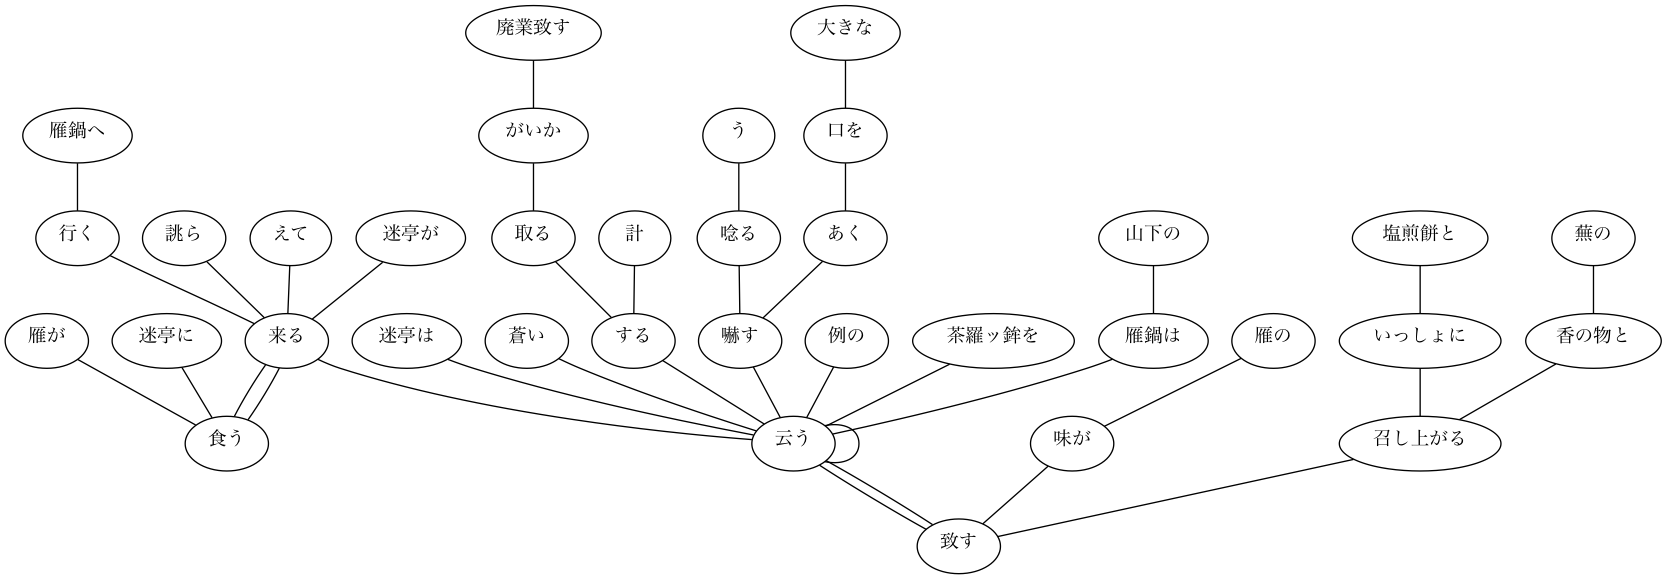 廃業致す
大きな
雁鍋へ
がいか
う
口を
行く
誂ら
えて
迷亭が
取る
計
唸る
あく
山下の
塩煎餅と
蕪の
雁が
迷亭に
来る
迷亭は
蒼い
する
嚇す
例の
茶羅ッ鉾を
雁鍋は
雁の
いっしょに
香の物と
食う
云う
味が
召し上がる
致す